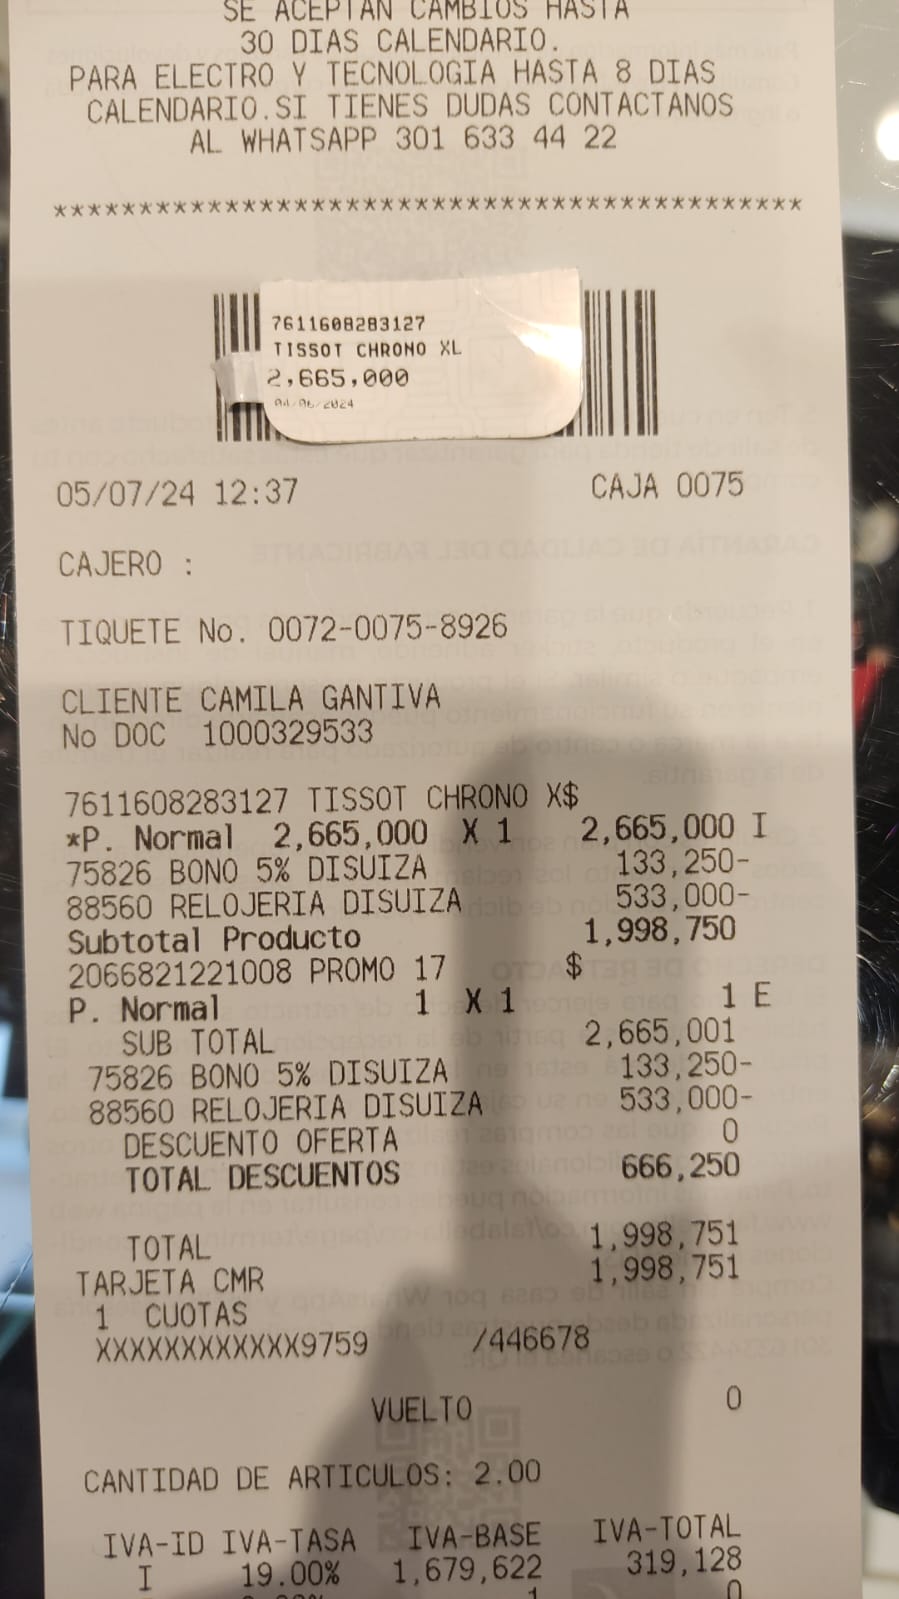 SE ACEPTAN CAMBIOS HASTA
30 DIAS CALENDARIO.
PARA ELECTRO Y TECNOLOGIA HASTA 8 DIAS
CALENDARIO.SI TIENES DUDAS CONTACTANOS
AL WHATSAPP 301 633 44 22
********************************************
7611608283127
TISSOT CHRONO XL
2,665,000
04/06/2024
05/07/24 12:37 CAJA 0075
CAJERO :
TIQUETE No. 0072-0075-8926
CLIENTE CAMILA GANTIVA
No DOC 1000329533
7611608283127 TISSOT CHRONO X$
*P. Normal 2,665,000 X 1 2,665,000 I
75826 BONO 5% DISUIZA 133,250-
88560 RELOJERIA DISUIZA 533,000-
Subtotal Producto 1,998,750
2066821221008 PROMO 17 $
P. Normal 1 X 1 1 E
SUB TOTAL 2,665,001
75826 BONO 5% DISUIZA 133,250-
88560 RELOJERIA DISUIZA 533,000-
DESCUENTO OFERTA 0
TOTAL DESCUENTOS 666,250
TOTAL 1,998,751
TARJETA CMR 1,998,751
1 CUOTAS
XXXXXXXXXXXX9759 /446678
VUELTO 0
CANTIDAD DE ARTICULOS: 2.00
IVA-ID IVA-TASA IVA-BASE IVA-TOTAL
I 19.00% 1,679,622 319,128
1 0